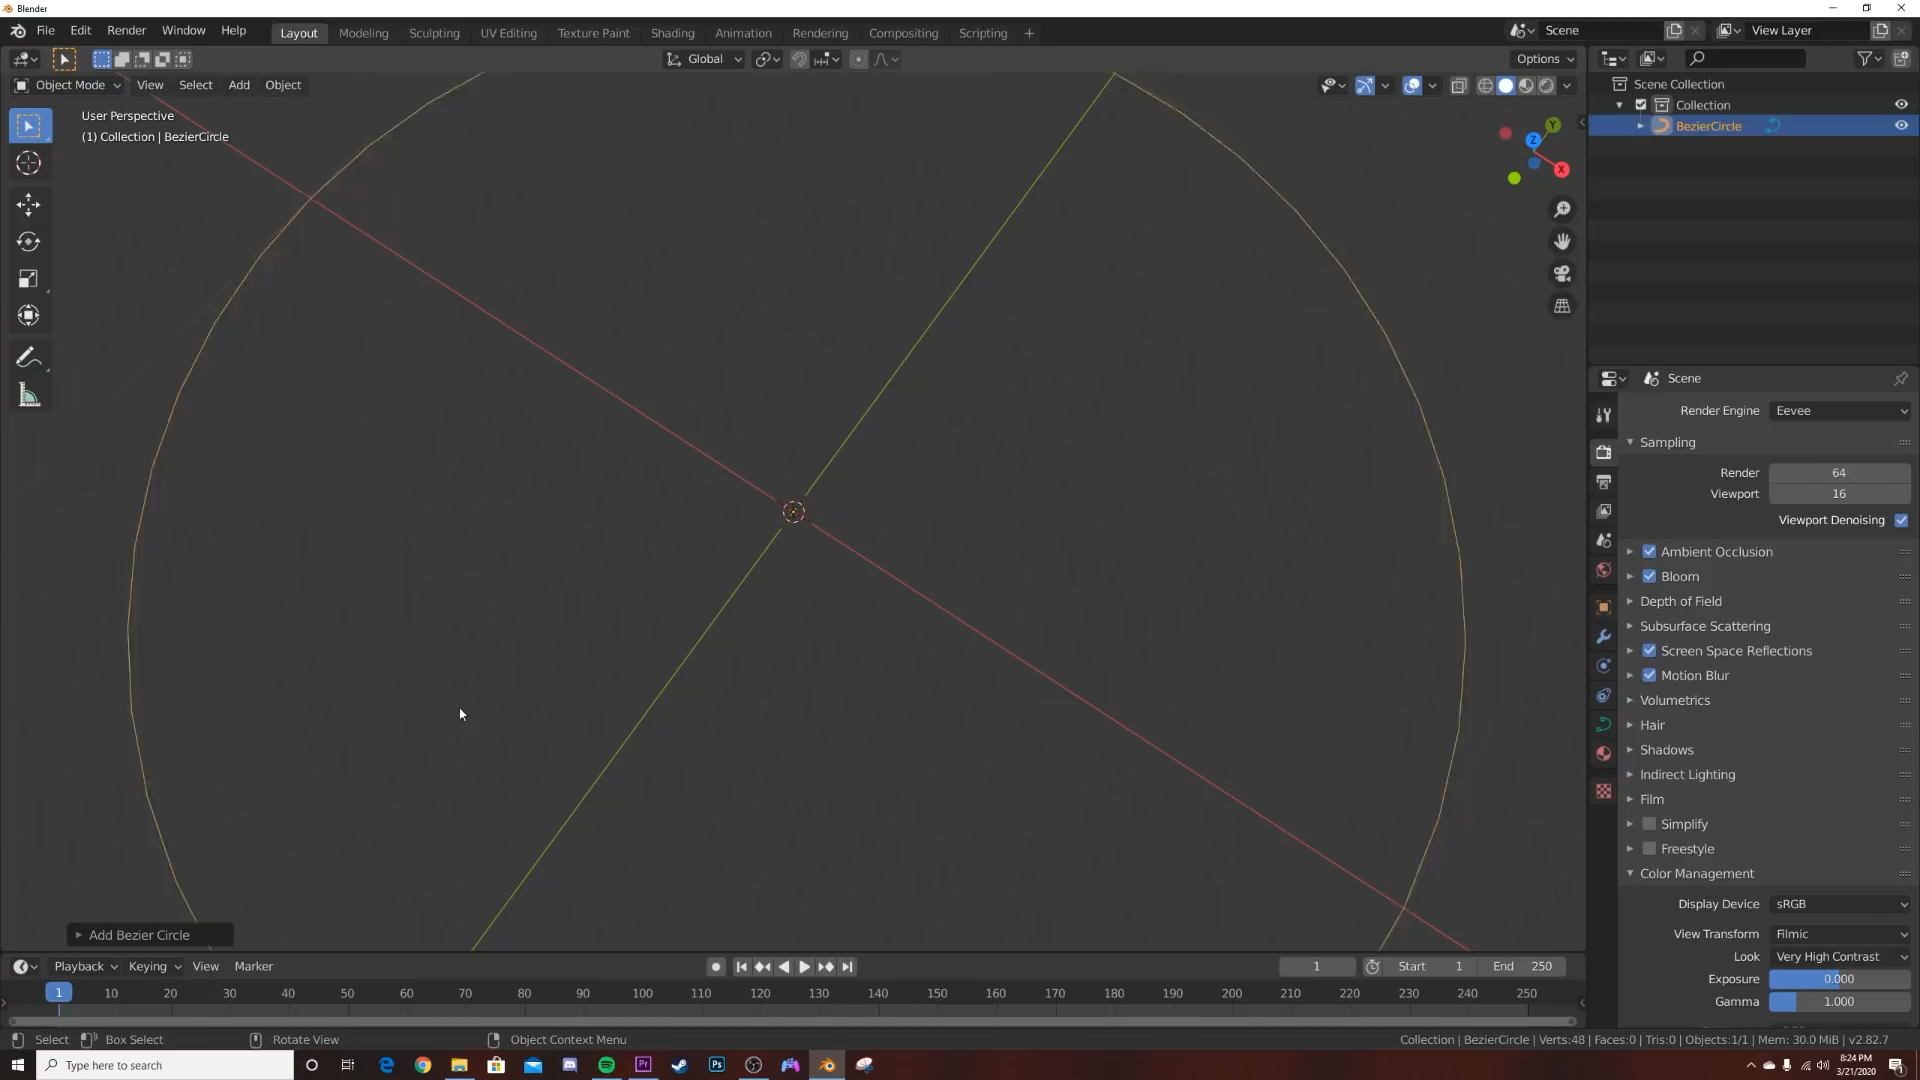 Blender
File Edit Render Window Help
Layout Modeling Sculpting UV Editing Texture Paint Shading Animation Rendering Compositing Scripting +
Scene
View Layer
Global
Options
Object Mode View Select Add Object
User Perspective
(1) Collection | BezierCircle
Y
Z
X
Scene Collection
Collection
BezierCircle
Scene
Render Engine Eevee
Sampling
Render 64
Viewport 16
Viewport Denoising
Ambient Occlusion
Bloom
Depth of Field
Subsurface Scattering
Screen Space Reflections
Motion Blur
Volumetrics
Hair
Shadows
Indirect Lighting
Film
Simplify
Freestyle
Color Management
Display Device sRGB
View Transform Filmic
Look Very High Contrast
Exposure 0.000
Gamma 1.000
Add Bezier Circle
Playback Keying View Marker
1 Start 1 End 250
1 10 20 30 40 50 60 70 80 90 100 110 120 130 140 150 160 170 180 190 200 210 220 230 240 250
Select Box Select Rotate View Object Context Menu
Collection | BezierCircle | Verts:48 | Faces:0 | Tris:0 | Objects:1/1 | Mem: 30.0 MiB | v2.82.7
Type here to search
Pr
Ps
8:24 PM
3/21/2020